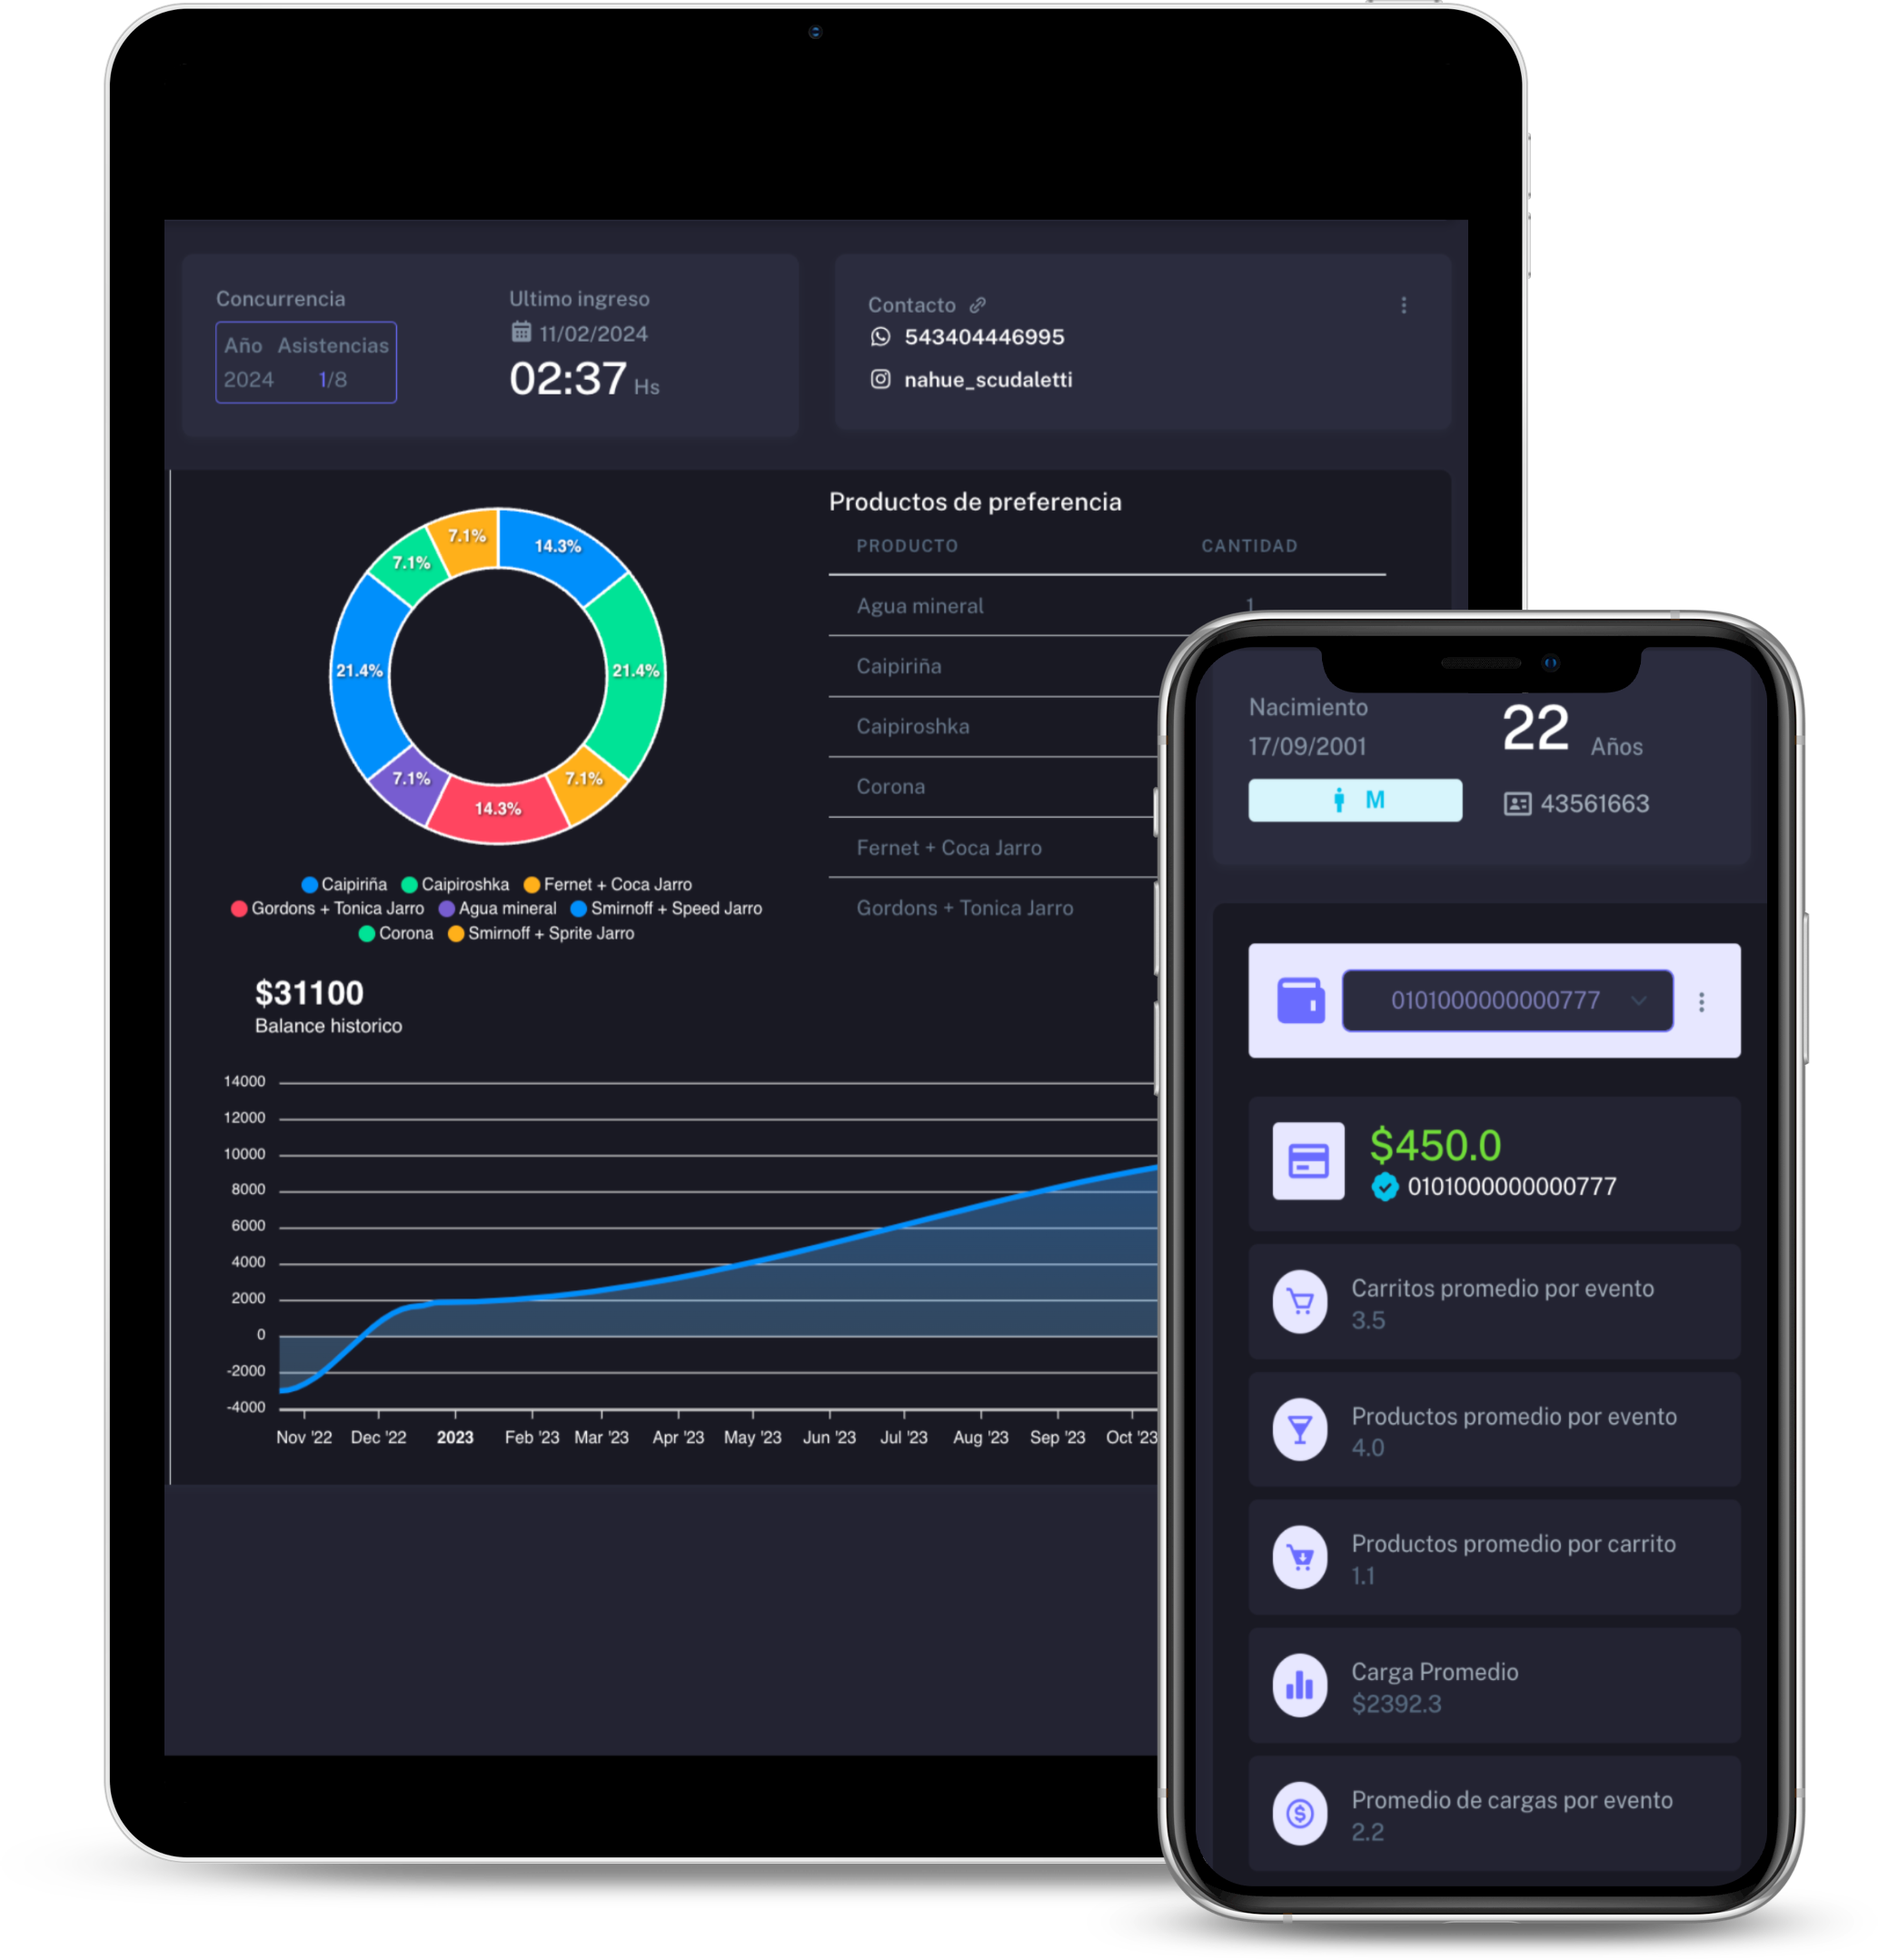 Concurrencia
Año Asistencias
2024 1/8
Ultimo ingreso
11/02/2024
02:37 Hs
Contacto
543404446995
nahue_scudaletti
14.3%
21.4%
7.1%
14.3%
7.1%
21.4%
7.1%
7.1%
Caipiriña Caipiroshka Fernet + Coca Jarro
Gordons + Tonica Jarro Agua mineral Smirnoff + Speed Jarro
Corona Smirnoff + Sprite Jarro
Productos de preferencia
PRODUCTO CANTIDAD
Agua mineral 1
Caipiriña
Caipiroshka
Corona
Fernet + Coca Jarro
Gordons + Tonica Jarro
$31100
Balance historico
14000
12000
10000
8000
6000
4000
2000
0
-2000
-4000
Nov '22 Dec '22 2023 Feb '23 Mar '23 Apr '23 May '23 Jun '23 Jul '23 Aug '23 Sep '23 Oct '23
Nacimiento
17/09/2001
22 Años
M
43561663
0101000000000777
$450.0
0101000000000777
Carritos promedio por evento
3.5
Productos promedio por evento
4.0
Productos promedio por carrito
1.1
Carga Promedio
$2392.3
Promedio de cargas por evento
2.2